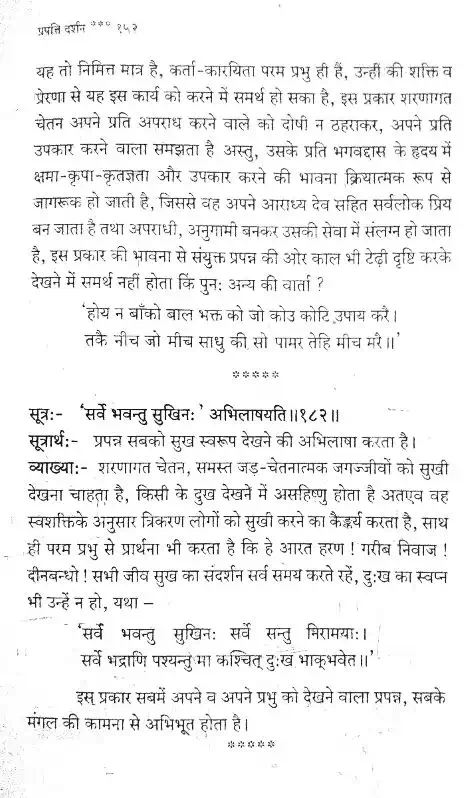 प्रपत्ति दर्शन *** १५२
यह तो निमित्त मात्र है, कर्ता-कारयिता परम प्रभु ही हैं, उन्हीं की शक्ति व
प्रेरणा से यह इस कार्य को करने में समर्थ हो सका है, इस प्रकार शरणागत
चेतन अपने प्रति अपराध करने वाले को दोषी न ठहराकर, अपने प्रति
उपकार करने वाला समझता है अस्तु, उसके प्रति भगवद्दास के हृदय में
क्षमा-कृपा-कृतज्ञता और उपकार करने की भावना क्रियात्मक रूप से
जागरूक हो जाती है, जिससे वह अपने आराध्य देव सहित सर्वलोक प्रिय
बन जाता है तथा अपराधी, अनुगामी बनकर उसकी सेवा में संलग्न हो जाता
है, इस प्रकार की भावना से संयुक्त प्रपन्न की ओर काल भी टेढ़ी दृष्टि करके
देखने में समर्थ नहीं होता किं पुन: अन्य की वार्ता ?
'होय न बाँको बाल भक्त को जो कोउ कोटि उपाय करै।
तकै नीच जो मीच साधु की सो पामर तेहि मीच मरै॥'
*****
सूत्र:- 'सर्वे भवन्तु सुखिन:' अभिलाषयति॥१८२॥
सूत्रार्थ:- प्रपन्न सबको सुख स्वरूप देखने की अभिलाषा करता है।
व्याख्या:- शरणागत चेतन, समस्त जड़-चेतनात्मक जगज्जीवों को सुखी
देखना चाहता है, किसी के दुख देखने में असहिष्णु होता है अतएव वह
स्वशक्तिके अनुसार त्रिकरण लोगों को सुखी करने का कैङ्कर्य करता है, साथ
ही परम प्रभु से प्रार्थना भी करता है कि हे आरत हरण ! गरीब निवाज !
दीनबन्धो ! सभी जीव सुख का संदर्शन सर्व समय करते रहें, दु:ख का स्वप्न
भी उन्हें न हो, यथा –
'सर्वे भवन्तु सुखिन: सर्वे सन्तु मिरामया:।
सर्वे भद्राणि पश्यन्तु मा कश्चित् दु:ख भाक्भवेत॥'
इस प्रकार सबमें अपने व अपने प्रभु को देखने वाला प्रपन्न, सबके
मंगल की कामना से अभिभूत होता है।
*****